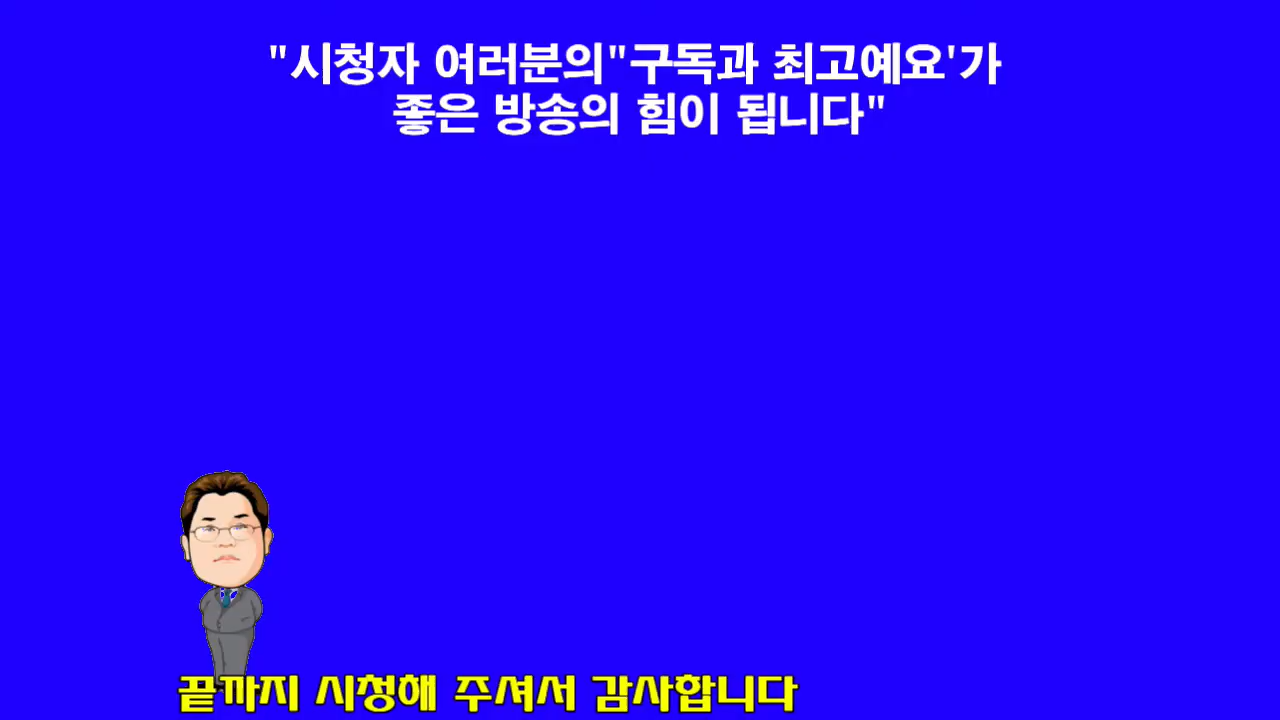 "시청자 여러분의"구독과 최고예요'가
좋은 방송의 힘이 됩니다"
끝까지 시청해 주셔서 감사합니다